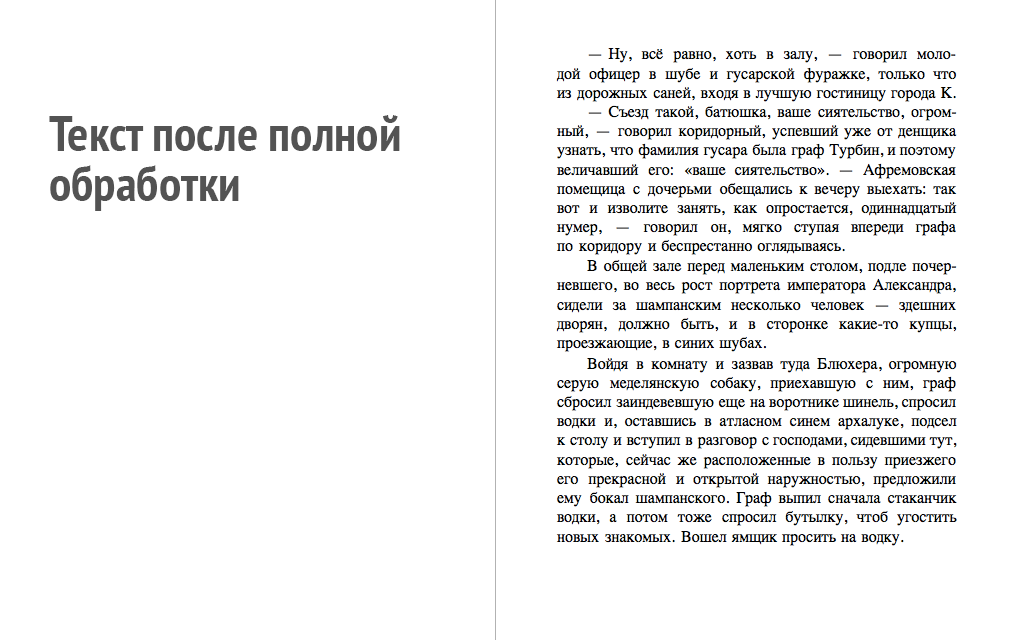 Текст после полной
обработки
— Ну, всё равно, хоть в залу, — говорил моло-
дой офицер в шубе и гусарской фуражке, только что
из дорожных саней, входя в лучшую гостиницу города К.
— Съезд такой, батюшка, ваше сиятельство, огром-
ный, — говорил коридорный, успевший уже от денщика
узнать, что фамилия гусара была граф Турбин, и поэтому
величавший его: «ваше сиятельство». — Афремовская
помещица с дочерьми обещались к вечеру выехать: так
вот и изволите занять, как опростается, одиннадцатый
нумер, — говорил он, мягко ступая впереди графа
по коридору и беспрестанно оглядываясь.
В общей зале перед маленьким столом, подле почер-
невшего, во весь рост портрета императора Александра,
сидели за шампанским несколько человек — здешних
дворян, должно быть, и в сторонке какие-то купцы,
проезжающие, в синих шубах.
Войдя в комнату и зазвав туда Блюхера, огромную
серую меделянскую собаку, приехавшую с ним, граф
сбросил заиндевевшую еще на воротнике шинель, спросил
водки и, оставшись в атласном синем архалуке, подсел
к столу и вступил в разговор с господами, сидевшими тут,
которые, сейчас же расположенные в пользу приезжего
его прекрасной и открытой наружностью, предложили
ему бокал шампанского. Граф выпил сначала стаканчик
водки, а потом тоже спросил бутылку, чтоб угостить
новых знакомых. Вошел ямщик просить на водку.